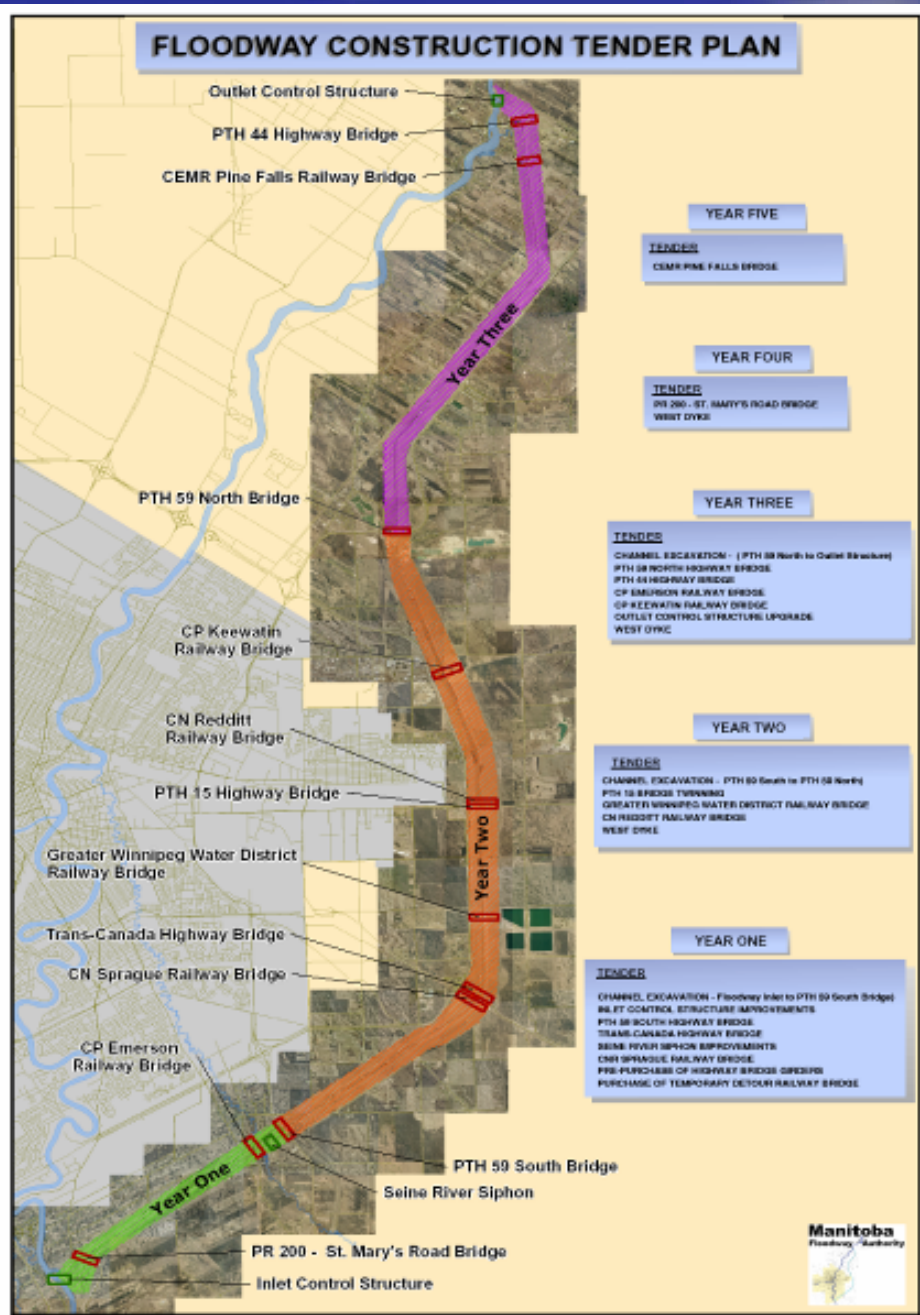 FLOODWAY CONSTRUCTION TENDER PLAN
Outlet Control Structure
PTH 44 Highway Bridge
CEMR Pine Falls Railway Bridge
Year Three
PTH 59 North Bridge
CP Keewatin
Railway Bridge
CN Redditt
Railway Bridge
PTH 15 Highway Bridge
Year Two
Greater Winnipeg Water District
Railway Bridge
Trans-Canada Highway Bridge
CN Sprague Railway Bridge
CP Emerson
Railway Bridge
Year One
PTH 59 South Bridge
Seine River Siphon
PR 200 - St. Mary's Road Bridge
Inlet Control Structure
YEAR FIVE
TENDER
CEMR PINE FALLS BRIDGE
YEAR FOUR
TENDER
PR 200 - ST. MARY'S ROAD BRIDGE
WEST DYKE
YEAR THREE
TENDER
CHANNEL EXCAVATION - ( PTH 59 North to Outlet Structure)
PTH 59 NORTH HIGHWAY BRIDGE
PTH 44 HIGHWAY BRIDGE
CP EMERSON RAILWAY BRIDGE
CP KEEWATIN RAILWAY BRIDGE
OUTLET CONTROL STRUCTURE UPGRADE
WEST DYKE
YEAR TWO
TENDER
CHANNEL EXCAVATION - PTH 59 South to PTH 59 North)
PTH 15 BRIDGE TWINNING
GREATER WINNIPEG WATER DISTRICT RAILWAY BRIDGE
CN REDDITT RAILWAY BRIDGE
WEST DYKE
YEAR ONE
TENDER
CHANNEL EXCAVATION - Floodway Inlet to PTH 59 South Bridge)
INLET CONTROL STRUCTURE IMPROVEMENTS
PTH 59 SOUTH HIGHWAY BRIDGE
TRANS-CANADA HIGHWAY BRIDGE
SEINE RIVER SIPHON IMPROVEMENTS
CNR SPRAGUE RAILWAY BRIDGE
PRE-PURCHASE OF HIGHWAY BRIDGE GIRDERS
PURCHASE OF TEMPORARY DETOUR RAILWAY BRIDGE
Manitoba
Floodway Authority